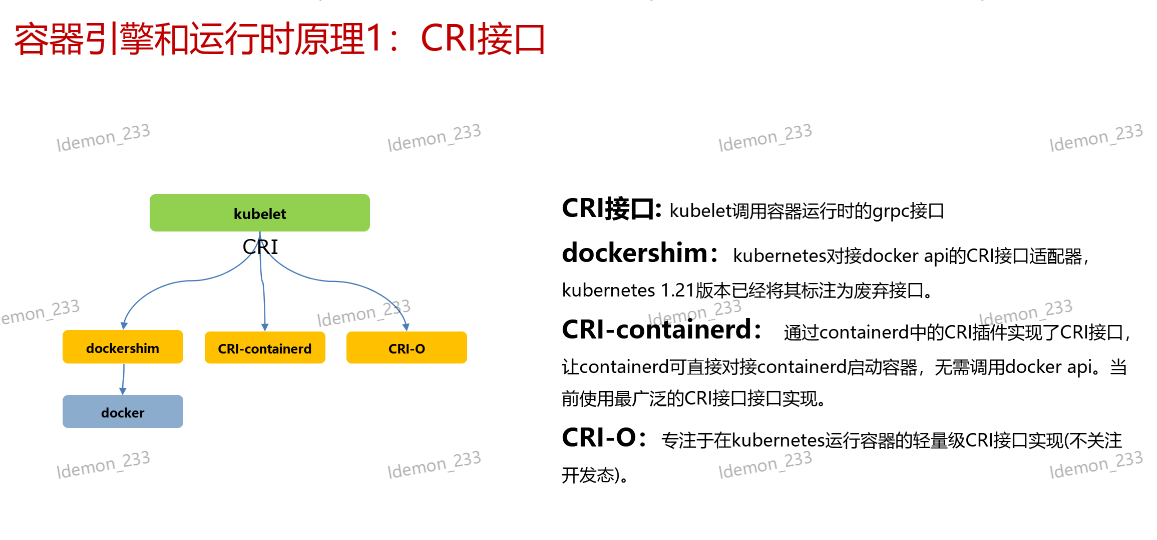 容器引擎和运行时原理1：CRI接口
ldemon_233
ldemon_233
ldemon_233
ldemon_233
kubelet
CRI
dockershim
CRI-containerd
CRI-O
docker
CRI接口: kubelet调用容器运行时的grpc接口
dockershim：kubernetes对接docker api的CRI接口适配器，
kubernetes 1.21版本已经将其标注为废弃接口。
CRI-containerd： 通过containerd中的CRI插件实现了CRI接口，
让containerd可直接对接containerd启动容器，无需调用docker api。当
前使用最广泛的CRI接口接口实现。
CRI-O：专注于在kubernetes运行容器的轻量级CRI接口实现(不关注
开发态)。
demon_233
ldemon_233
ldemon_233
ldemon_233
ldemon_233
ldemon_233
ldemon_233
ldemon_233